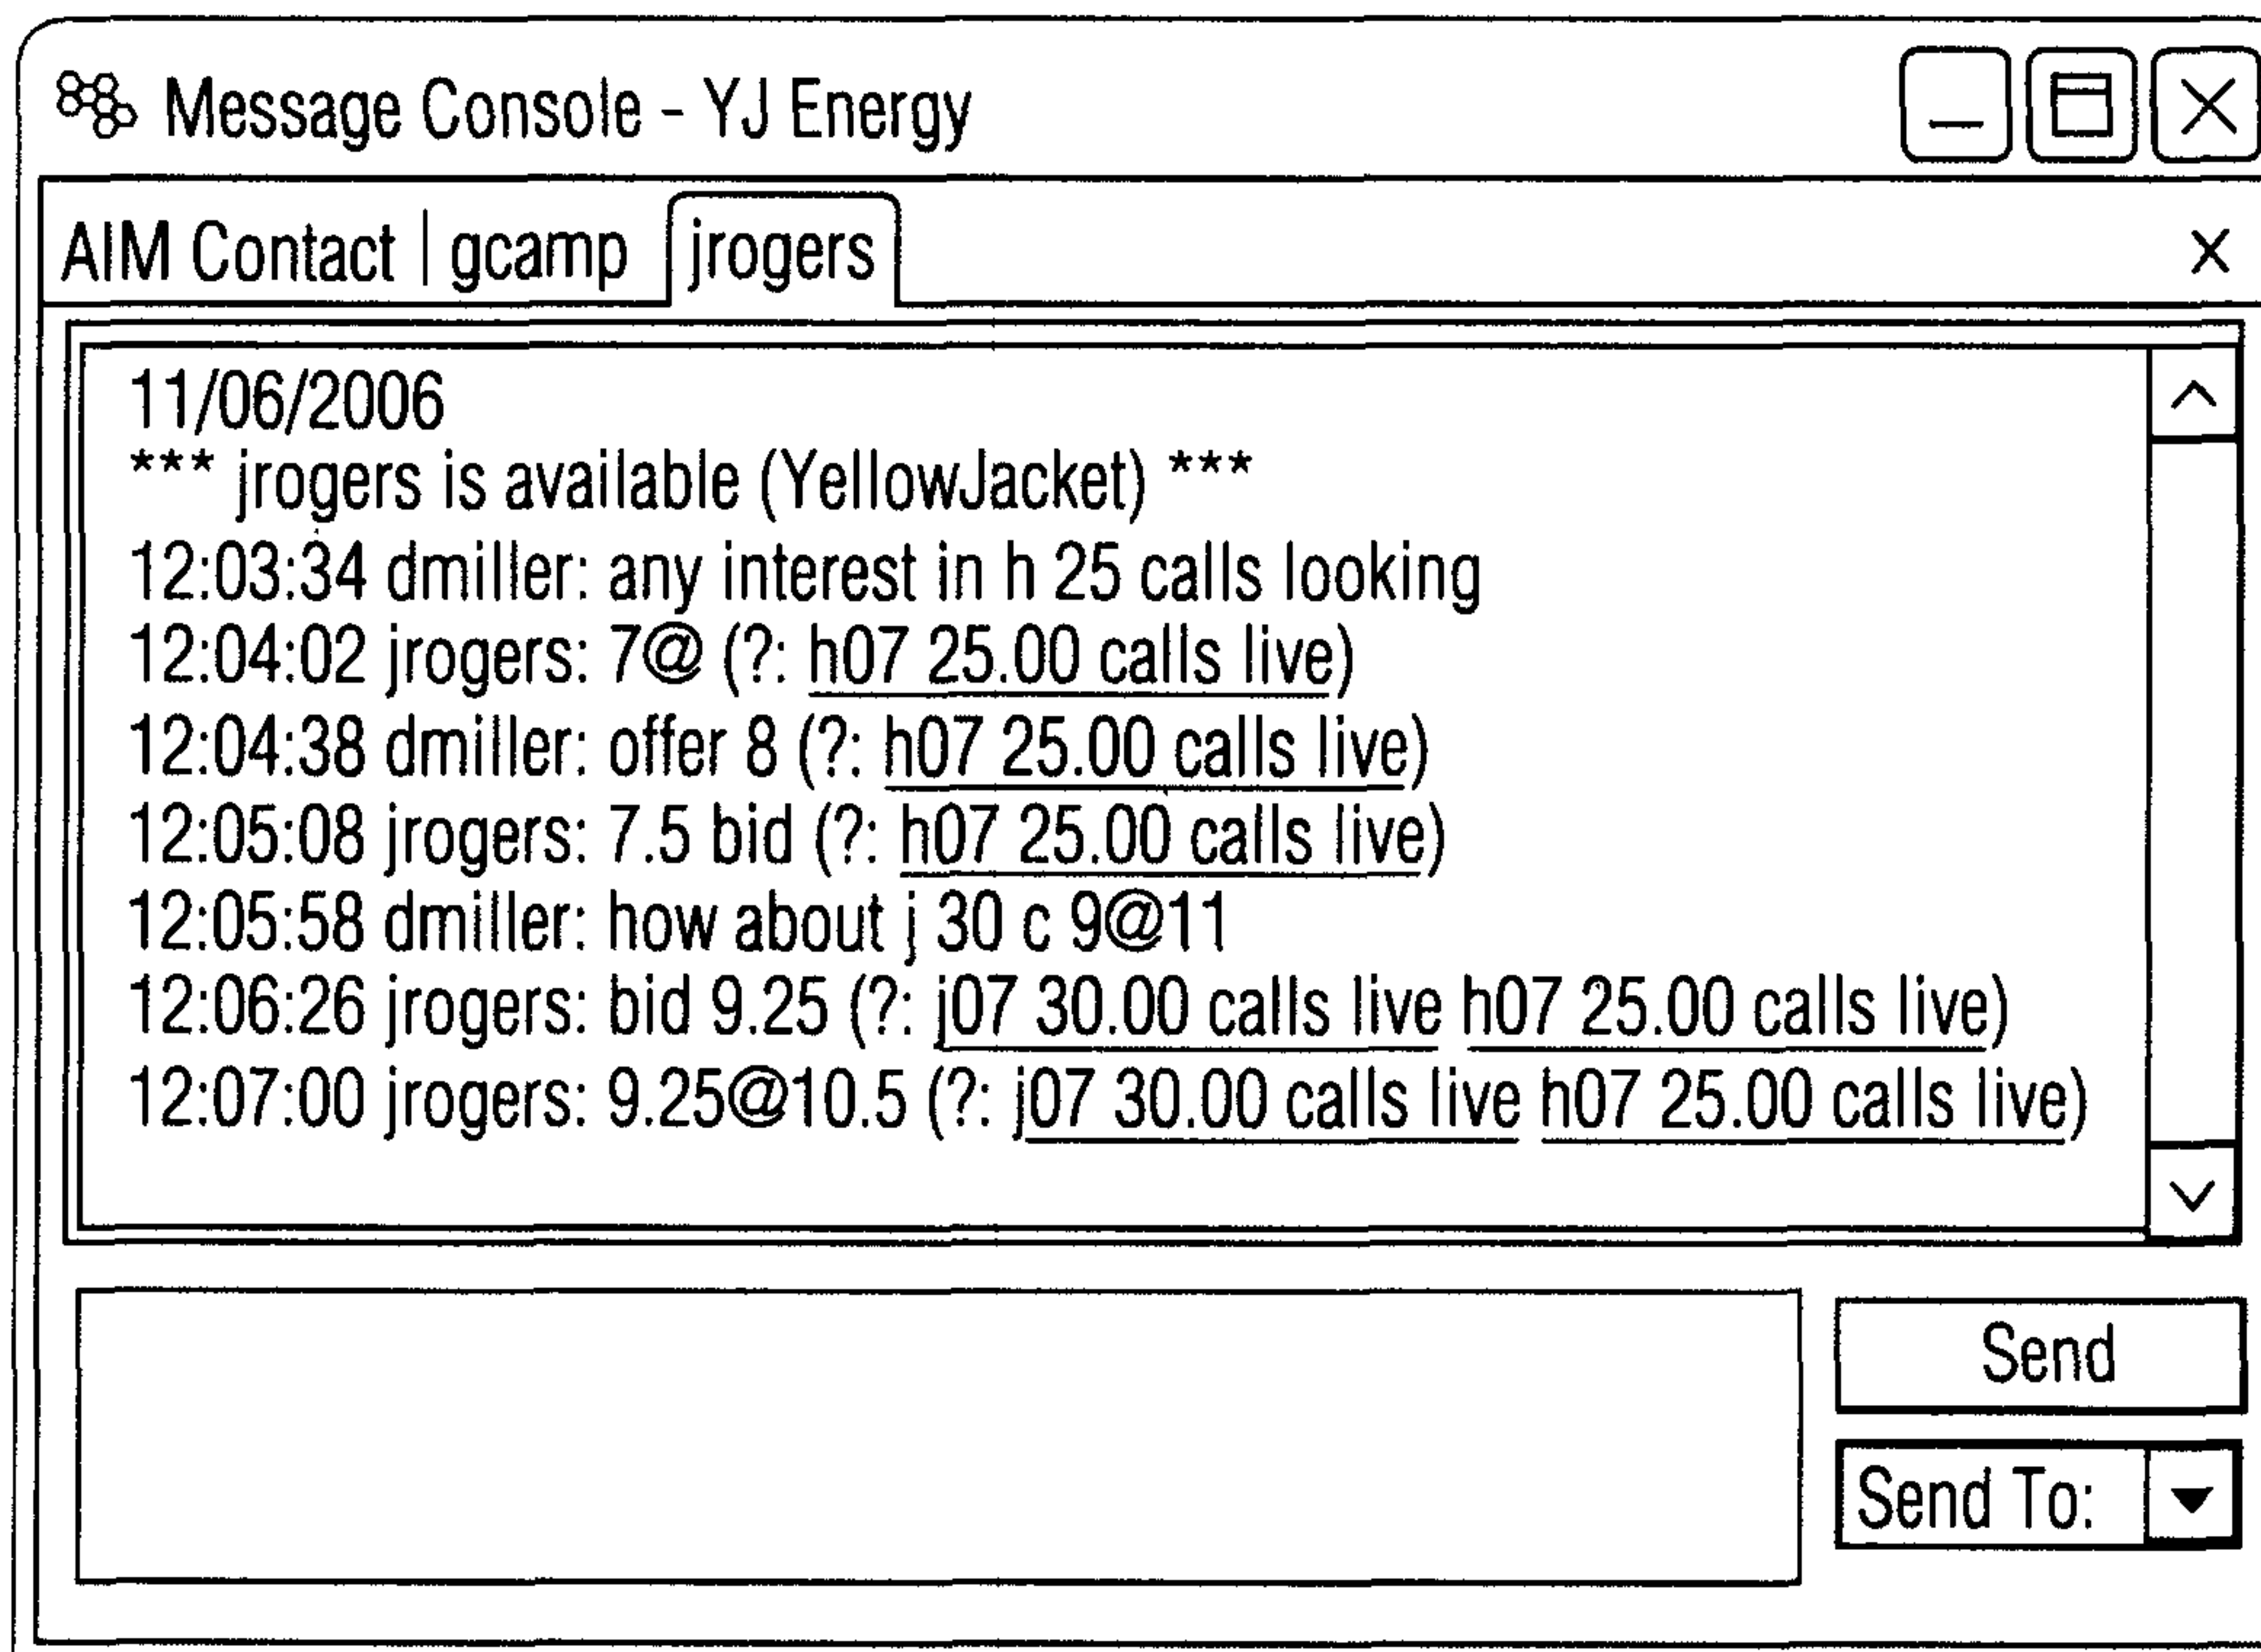 Message Console - YJ Energy
AIM Contact | gcamp jrogers x
11/06/2006
*** jrogers is available (YellowJacket) ***
12:03:34 dmiller: any interest in h 25 calls looking
12:04:02 jrogers: 7@ (?: h07 25.00 calls live)
12:04:38 dmiller: offer 8 (?: h07 25.00 calls live)
12:05:08 jrogers: 7.5 bid (?: h07 25.00 calls live)
12:05:58 dmiller: how about j 30 c 9@11
12:06:26 jrogers: bid 9.25 (?: j07 30.00 calls live h07 25.00 calls live)
12:07:00 jrogers: 9.25@10.5 (?: j07 30.00 calls live h07 25.00 calls live)
Send
Send To: